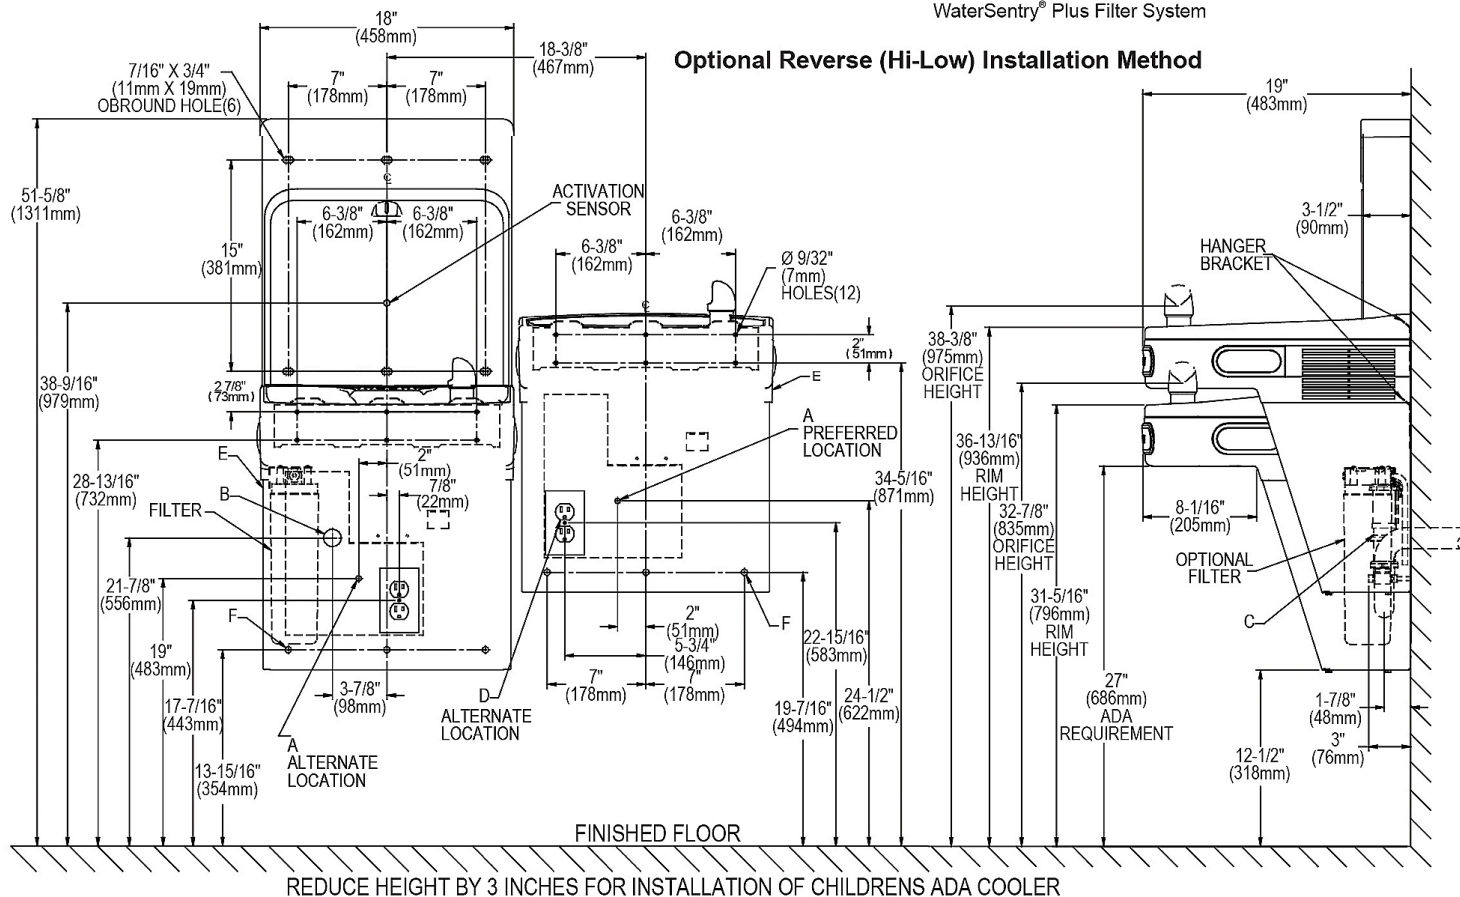 WaterSentry® Plus Filter System
Optional Reverse (Hi-Low) Installation Method
18"
(458mm)
18-3/8"
(467mm)
7/16" X 3/4"
(11mm X 19mm)
OBROUND HOLE(6)
7"
(178mm)
7"
(178mm)
19"
(483mm)
51-5/8"
(1311mm)
ACTIVATION
SENSOR
6-3/8"
(162mm)
6-3/8"
(162mm)
6-3/8"
(162mm)
6-3/8"
(162mm)
3-1/2"
(90mm)
15"
(381mm)
Ø 9/32"
(7mm)
HOLES(12)
HANGER
BRACKET
2"
(51mm)
38-3/8"
(975mm)
ORIFICE
HEIGHT
38-9/16"
(979mm)
2 7/8"
(73mm)
E
A
PREFERRED
LOCATION
36-13/16"
(936mm)
RIM
HEIGHT
E
2"
(51mm)
28-13/16"
(732mm)
34-5/16"
(871mm)
7/8"
(22mm)
B
FILTER
8-1/16"
(205mm)
32-7/8"
(835mm)
ORIFICE
HEIGHT
OPTIONAL
FILTER
21-7/8"
(556mm)
31-5/16"
(796mm)
RIM
HEIGHT
F
C
2"
(51mm)
F
22-15/16"
(583mm)
19"
(483mm)
5-3/4"
(146mm)
7"
(178mm)
7"
(178mm)
3-7/8"
(98mm)
D
ALTERNATE
LOCATION
27"
(686mm)
ADA
REQUIREMENT
24-1/2"
(622mm)
1-7/8"
(48mm)
17-7/16"
(443mm)
19-7/16"
(494mm)
3"
(76mm)
A
ALTERNATE
LOCATION
12-1/2"
(318mm)
13-15/16"
(354mm)
FINISHED FLOOR
REDUCE HEIGHT BY 3 INCHES FOR INSTALLATION OF CHILDRENS ADA COOLER